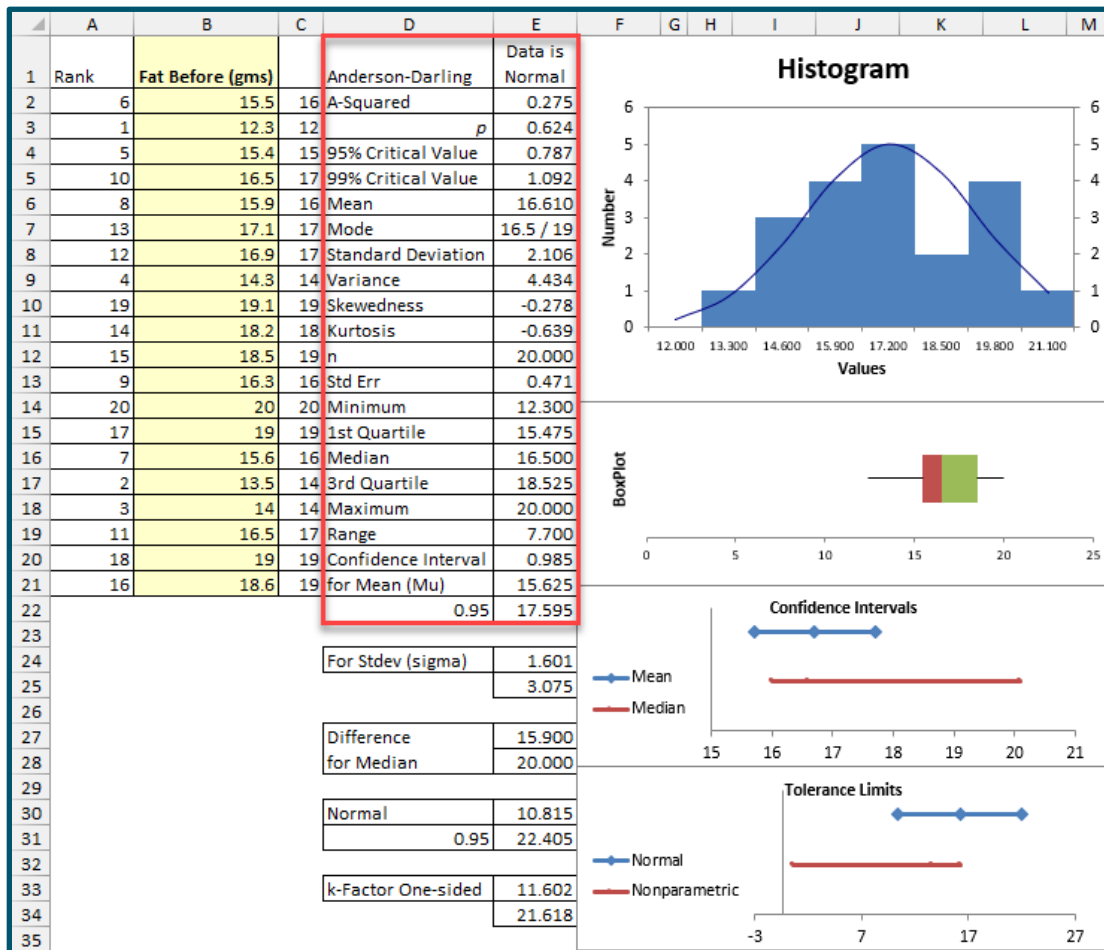 A B C D E F G H I J K L M
1 Rank Fat Before (gms) Anderson-Darling Data is Normal
2 6 15.5 16 A-Squared 0.275
3 1 12.3 12 p 0.624
4 5 15.4 15 95% Critical Value 0.787
5 10 16.5 17 99% Critical Value 1.092
6 8 15.9 16 Mean 16.610
7 13 17.1 17 Mode 16.5 / 19
8 12 16.9 17 Standard Deviation 2.106
9 4 14.3 14 Variance 4.434
10 19 19.1 19 Skewedness -0.278
11 14 18.2 18 Kurtosis -0.639
12 15 18.5 19 n 20.000
13 9 16.3 16 Std Err 0.471
14 20 20 20 Minimum 12.300
15 17 19 19 1st Quartile 15.475
16 7 15.6 16 Median 16.500
17 2 13.5 14 3rd Quartile 18.525
18 3 14 14 Maximum 20.000
19 11 16.5 17 Range 7.700
20 18 19 19 Confidence Interval 0.985
21 16 18.6 19 for Mean (Mu) 15.625
22 0.95 17.595
23
24 For Stdev (sigma) 1.601
25 3.075
26
27 Difference 15.900
28 for Median 20.000
29
30 Normal 10.815
31 0.95 22.405
32
33 k-Factor One-sided 11.602
34 21.618
35
Histogram
6 6
5 5
4 4
3 3
2 2
1 1
0 0
Number
12.000 13.300 14.600 15.900 17.200 18.500 19.800 21.100
Values
BoxPlot
0 5 10 15 20 25
Confidence Intervals
Mean
Median
15 16 17 18 19 20 21
Tolerance Limits
Normal
Nonparametric
-3 7 17 27